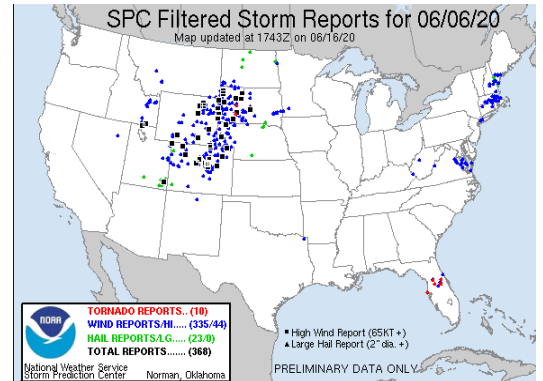 SPC Filtered Storm Reports for 06/06/20
Map updated at 1743Z on 06/16/20
NOAA
TORNADO REPORTS.. (10)
WIND REPORTS/HI..... (335/44)
HAIL REPORTS/LG..... (23/0)
TOTAL REPORTS....... (368)
National Weather Service
Storm Prediction Center Norman, Oklahoma
High Wind Report (65KT +)
Large Hail Report (2" dia. +)
PRELIMINARY DATA ONLY